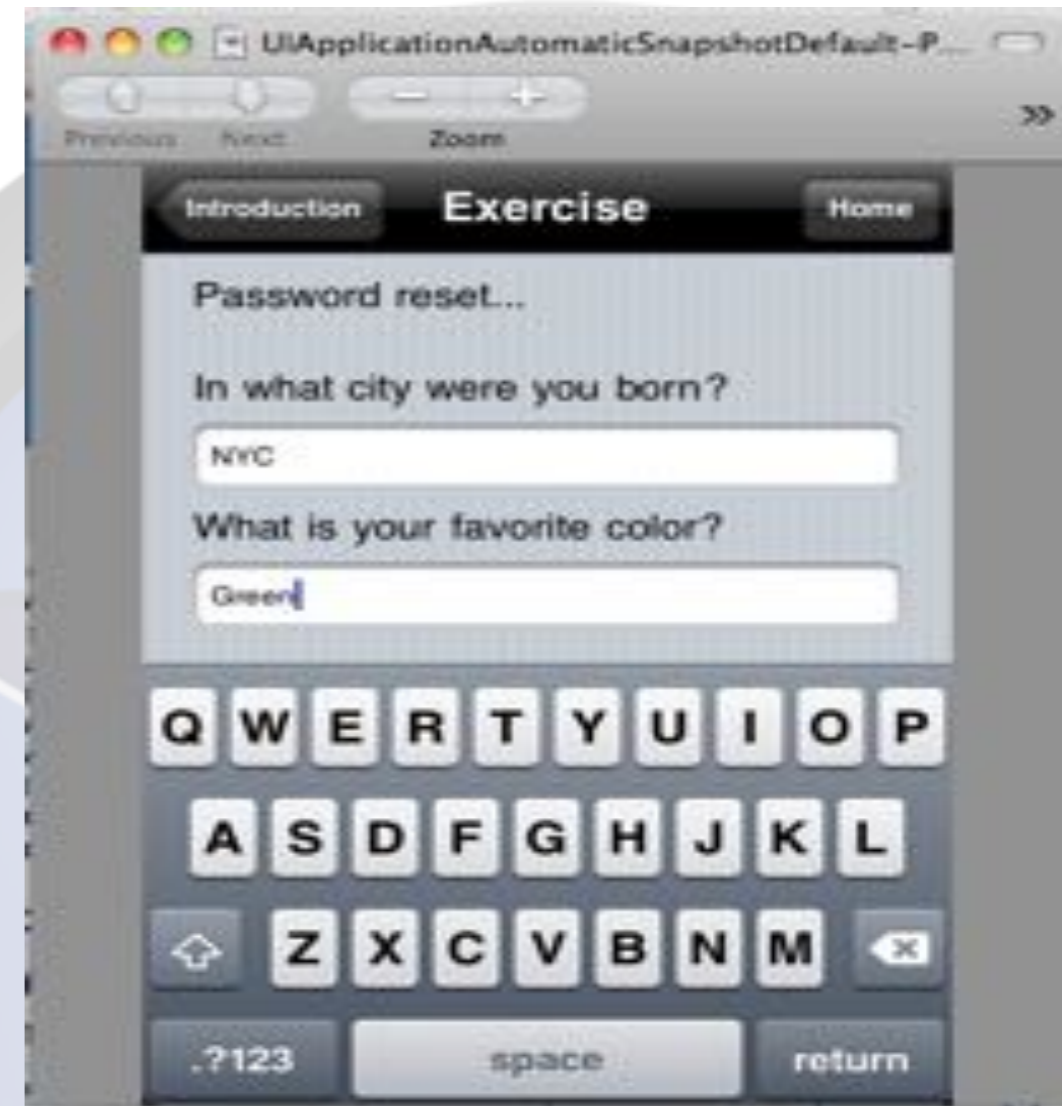 UIApplicationAutomaticSnapshotDefault-P...
Previous Next Zoom
Introduction Exercise Home
Password reset...
In what city were you born?
NYC
What is your favorite color?
Green
Q W E R T Y U I O P
A S D F G H J K L
Z X C V B N M
.?123 space return